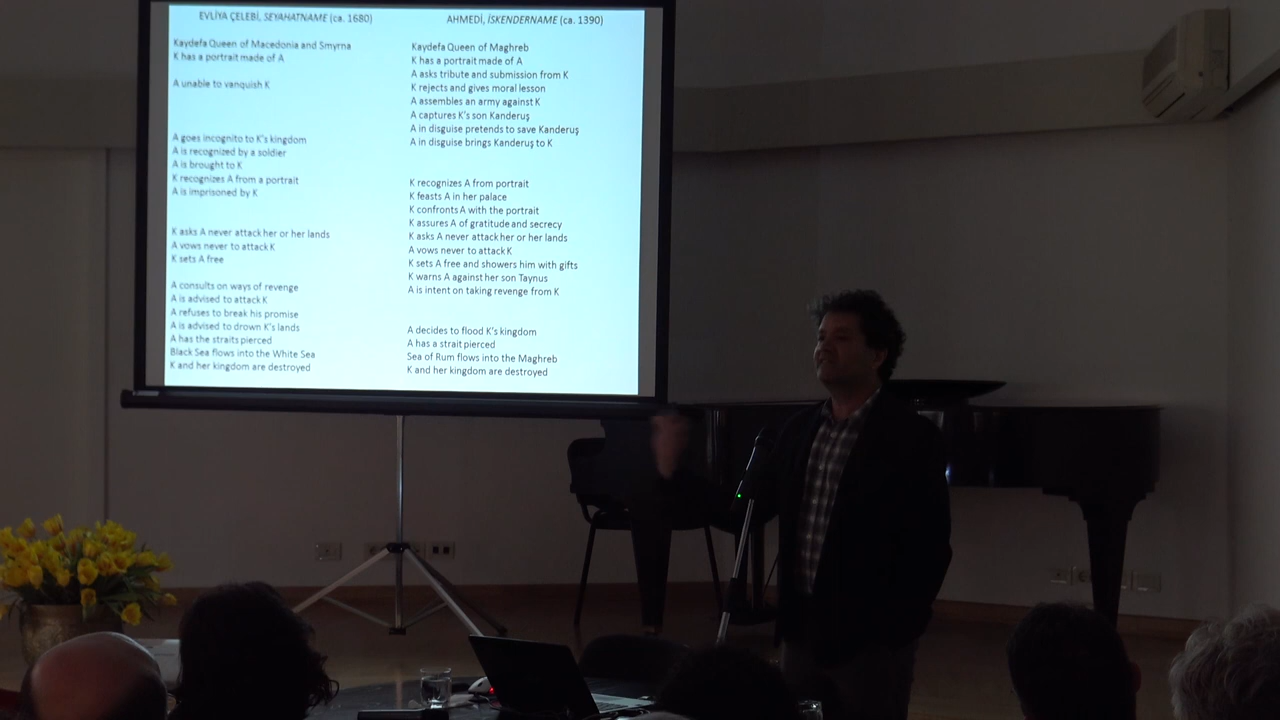 EVLİYA ÇELEBİ, SEYAHATNAME (ca. 1680)
Kaydefa Queen of Macedonia and Smyrna
K has a portrait made of A
A unable to vanquish K
A goes incognito to K's kingdom
A is recognized by a soldier
A is brought to K
K recognizes A from a portrait
A is imprisoned by K
K asks A never attack her or her lands
A vows never to attack K
K sets A free
A consults on ways of revenge
A is advised to attack K
A refuses to break his promise
A is advised to drown K's lands
A has the straits pierced
Black Sea flows into the White Sea
K and her kingdom are destroyed
AHMEDİ, İSKENDERNAME (ca. 1390)
Kaydefa Queen of Maghreb
K has a portrait made of A
A asks tribute and submission from K
K rejects and gives moral lesson
A assembles an army against K
A captures K's son Kanderuş
A in disguise pretends to save Kanderuş
A in disguise brings Kanderuş to K
K recognizes A from portrait
K feasts A in her palace
K confronts A with the portrait
K assures A of gratitude and secrecy
K asks A never attack her or her lands
A vows never to attack K
K sets A free and showers him with gifts
K warns A against her son Taynus
A is intent on taking revenge from K
A decides to flood K's kingdom
A has a strait pierced
Sea of Rum flows into the Maghreb
K and her kingdom are destroyed